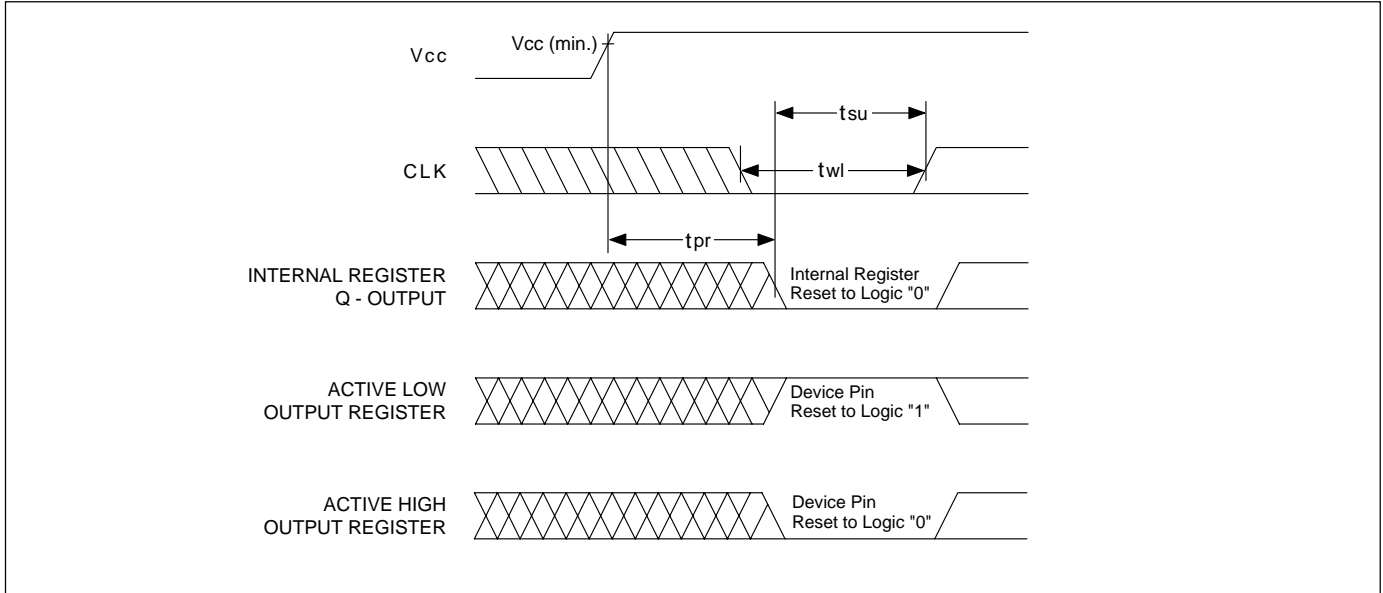 Vcc
Vcc (min.)
tsu
CLK
twl
tpr
INTERNAL REGISTER
Q - OUTPUT
Internal Register
Reset to Logic "0"
ACTIVE LOW
OUTPUT REGISTER
Device Pin
Reset to Logic "1"
ACTIVE HIGH
OUTPUT REGISTER
Device Pin
Reset to Logic "0"